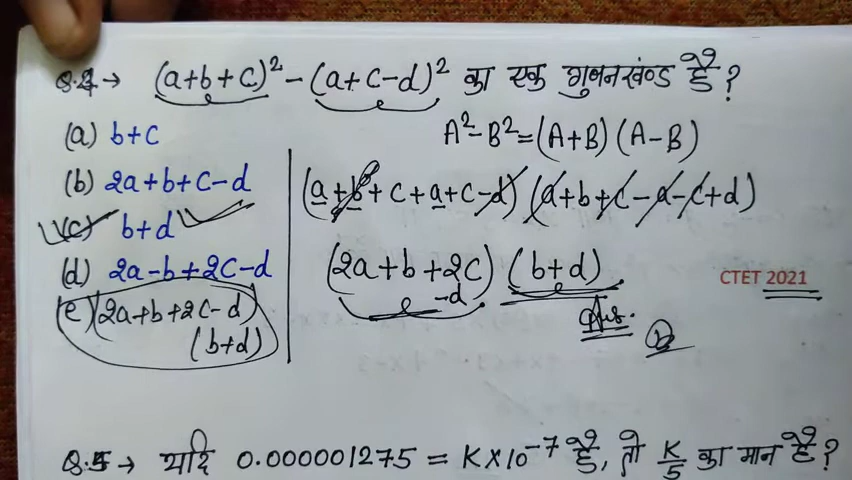 Q.4→ (a+b+c)² – (a+c–d)² का एक गुणनखण्ड है ?
(a) b+c
A²–B² = (A+B) (A–B)
(b) 2a+b+c–d
(a+b+c+a+c–d) (a+b+c–a–c+d)
(c) b+d
(2a+b+2c–d) (b+d)
(d) 2a–b+2c–d
CTET 2021
(e) (2a+b+2c–d) (b+d)
Ans.
Q.5→ यदि 0.000001275 = K×10⁻⁷ है, तो K/5 का मान है ?